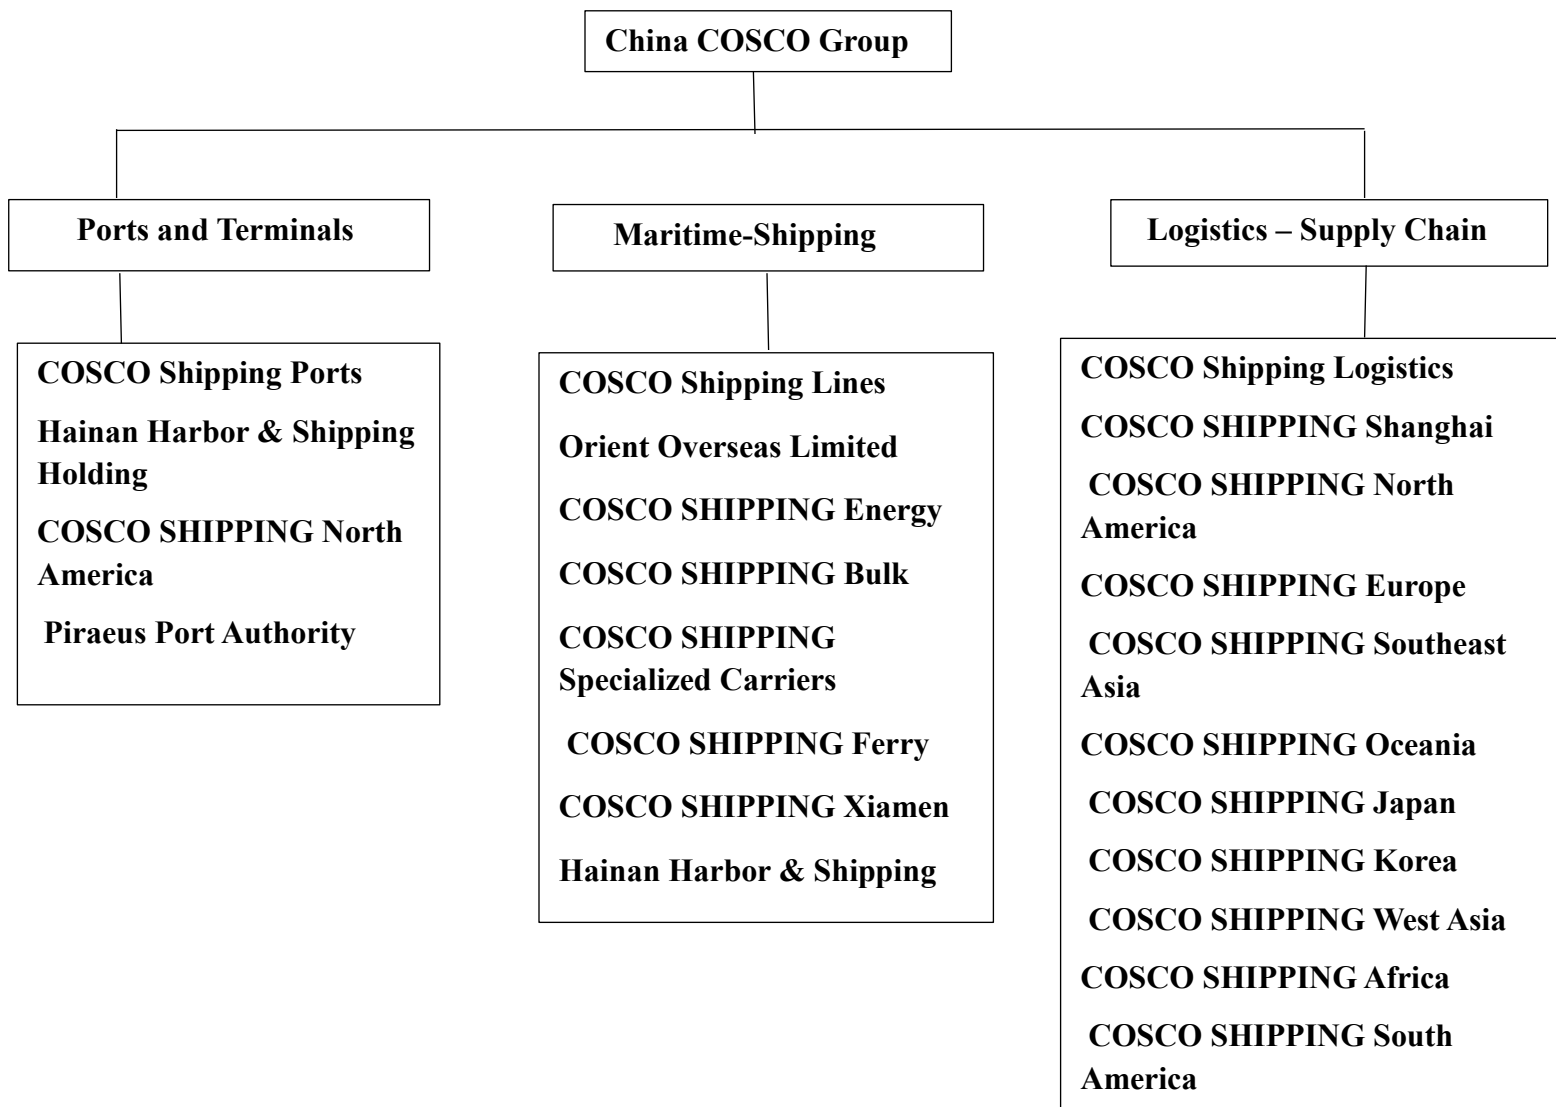 China COSCO Group
Ports and Terminals
Maritime-Shipping
Logistics – Supply Chain
COSCO Shipping Ports
Hainan Harbor & Shipping
Holding
COSCO SHIPPING North
America
Piraeus Port Authority
COSCO Shipping Lines
Orient Overseas Limited
COSCO SHIPPING Energy
COSCO SHIPPING Bulk
COSCO SHIPPING
Specialized Carriers
COSCO SHIPPING Ferry
COSCO SHIPPING Xiamen
Hainan Harbor & Shipping
COSCO Shipping Logistics
COSCO SHIPPING Shanghai
COSCO SHIPPING North
America
COSCO SHIPPING Europe
COSCO SHIPPING Southeast
Asia
COSCO SHIPPING Oceania
COSCO SHIPPING Japan
COSCO SHIPPING Korea
COSCO SHIPPING West Asia
COSCO SHIPPING Africa
COSCO SHIPPING South
America